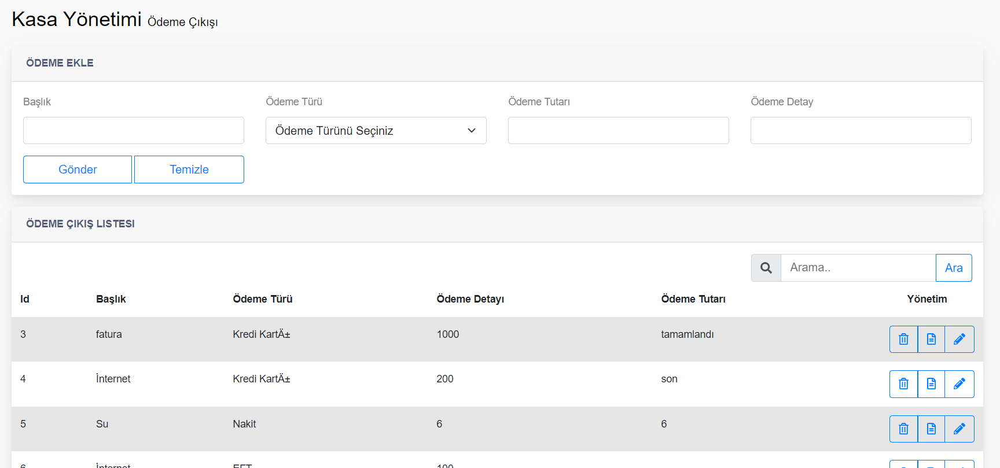 Kasa Yönetimi Ödeme Çıkışı
ÖDEME EKLE
Başlık Ödeme Türü Ödeme Tutarı Ödeme Detay
Ödeme Türünü Seçiniz
Gönder Temizle
ÖDEME ÇIKIŞ LISTESI
Arama.. Ara
Id Başlık Ödeme Türü Ödeme Detayı Ödeme Tutarı Yönetim
3 fatura Kredi KartÄ± 1000 tamamlandı
4 İnternet Kredi KartÄ± 200 son
5 Su Nakit 6 6
6 İnternet EFT 100